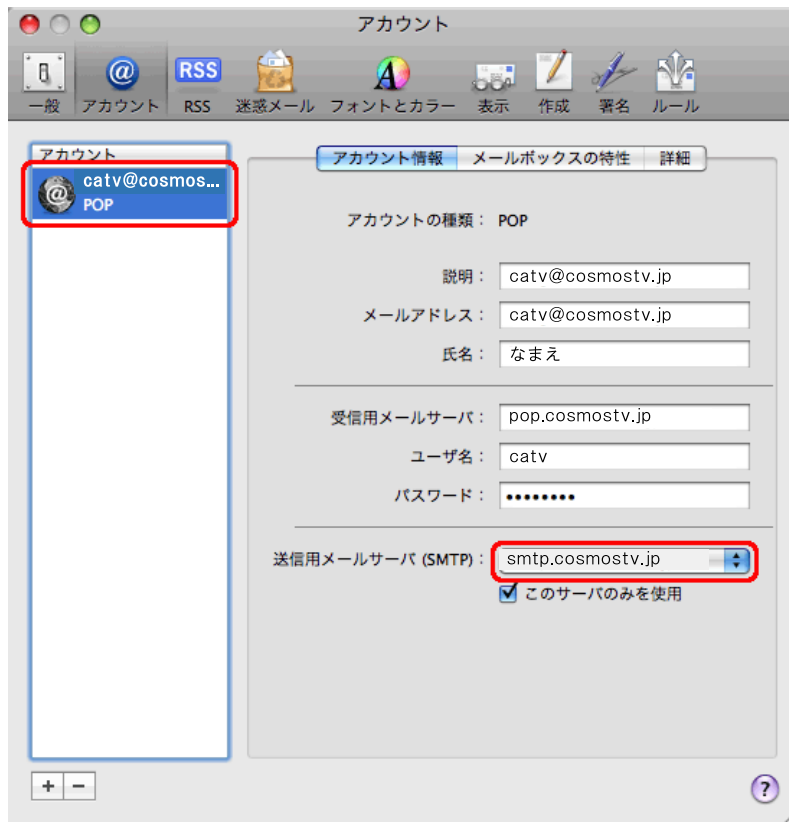 アカウント
RSS
一般 アカウント RSS 迷惑メール フォントとカラー 表示 作成 署名 ルール
アカウント
catv@cosmos...
POP
アカウント情報 メールボックスの特性 詳細
アカウントの種類： POP
説明： catv@cosmostv.jp
メールアドレス： catv@cosmostv.jp
氏名： なまえ
受信用メールサーバ： pop.cosmostv.jp
ユーザ名： catv
パスワード： ••••••••
送信用メールサーバ (SMTP)： smtp.cosmostv.jp
このサーバのみを使用